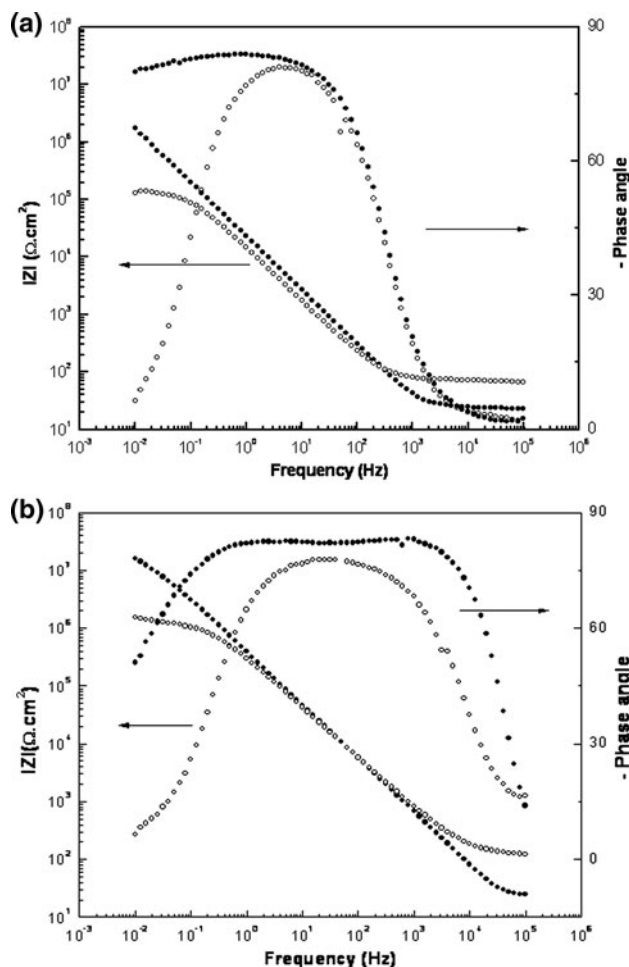 (a)
10⁸
10⁷
10⁶
10⁵
10⁴
10³
10²
10¹
|Z| (Ω.cm²)
90
60
30
0
- Phase angle
10⁻³ 10⁻² 10⁻¹ 10⁰ 10¹ 10² 10³ 10⁴ 10⁵ 10⁶
Frequency (Hz)
(b)
10⁸
10⁷
10⁶
10⁵
10⁴
10³
10²
10¹
|Z|(Ω.cm²)
90
60
30
0
- Phase angle
10⁻³ 10⁻² 10⁻¹ 10⁰ 10¹ 10² 10³ 10⁴ 10⁵ 10⁶
Frequency (Hz)